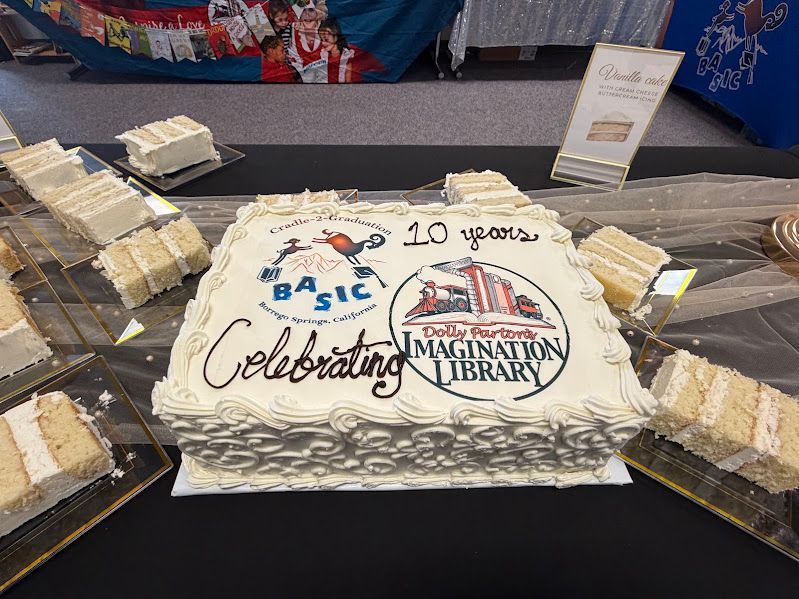 Vanilla cake
WITH CREAM CHEESE
BUTTERCREAM ICING
BASIC
Cradle-2-Graduation
BASIC
Borrego Springs, California
10 years
Celebrating
Dolly Parton's
IMAGINATION
LIBRARY